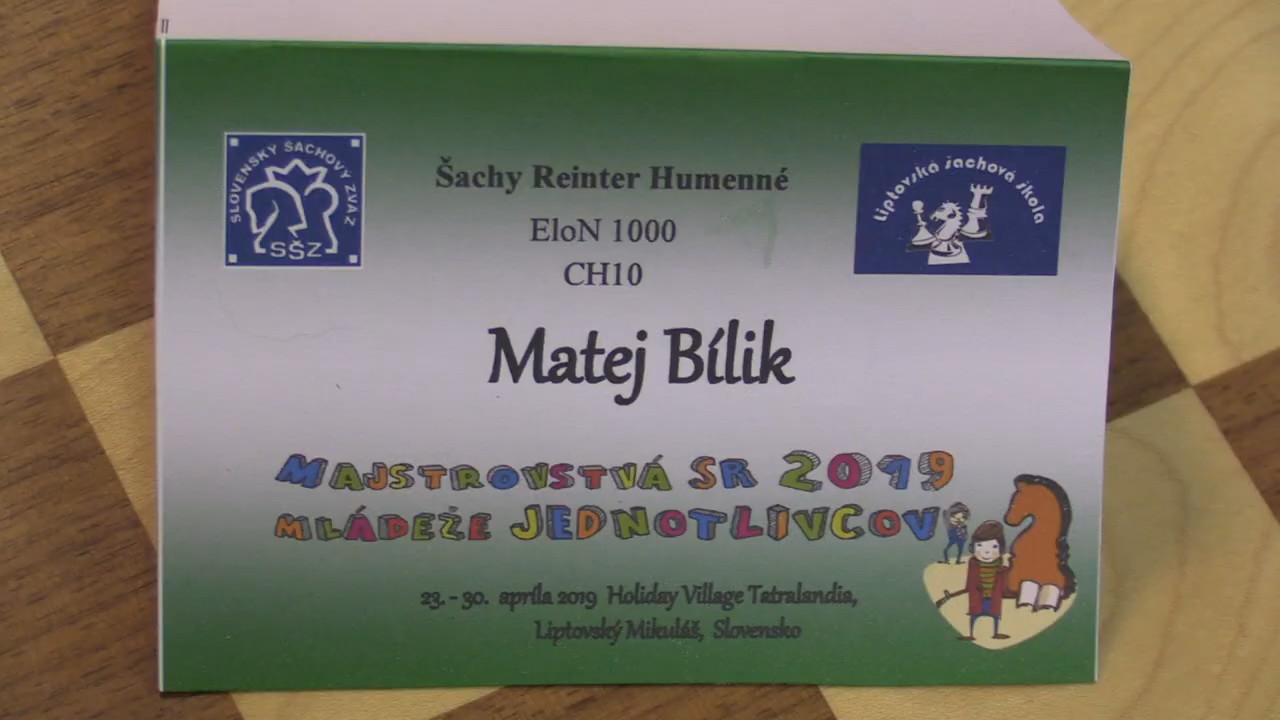 SLOVENSKÝ ŠACHOVÝ ZVÄZ
SŠZ
Šachy Reinter Humenné
EloN 1000
CH10
Liptovská šachová škola
Matej Bílik
MAJSTROVSTVÁ SR 2019
MLÁDEŽE JEDNOTLIVCOV
23. - 30. apríla 2019 Holiday Village Tatralandia,
Liptovský Mikuláš, Slovensko